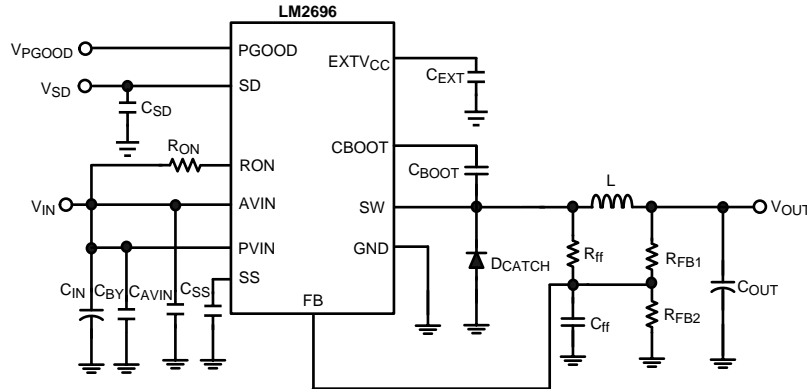 LM2696
VPGOOD
PGOOD
EXTVCC
CEXT
VSD
SD
CSD
RON
RON
CBOOT
CBOOT
L
VIN
AVIN
SW
VOUT
PVIN
GND
DCATCH
Rff
RFB1
CIN
CBY
CAVIN
CSS
SS
FB
Cff
RFB2
COUT